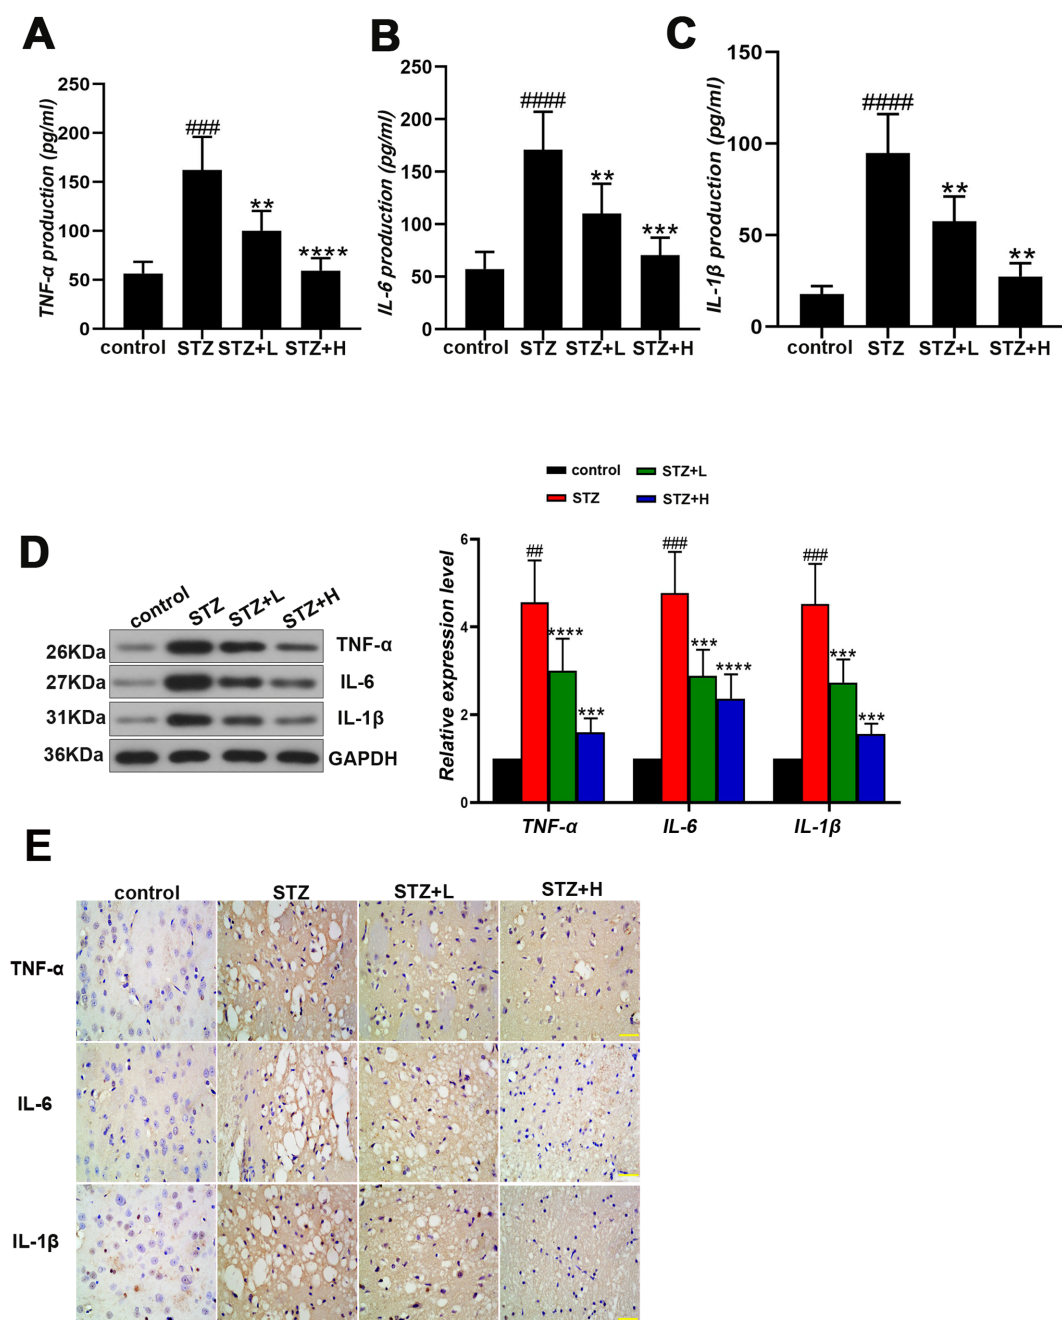 A
TNF-α production (pg/ml)
250
200
150
100
50
0
###
**
****
control STZ STZ+L STZ+H
B
IL-6 production (pg/ml)
250
200
150
100
50
0
####
**
***
control STZ STZ+L STZ+H
C
IL-1β production (pg/ml)
150
100
50
0
####
**
**
control STZ STZ+L STZ+H
D
control STZ STZ+L STZ+H
26KDa TNF-α
27KDa IL-6
31KDa IL-1β
36KDa GAPDH
control STZ+L
STZ STZ+H
Relative expression level
6
4
2
0
##
****
***
###
***
****
###
***
***
TNF-α IL-6 IL-1β
E
control STZ STZ+L STZ+H
TNF-α
IL-6
IL-1β